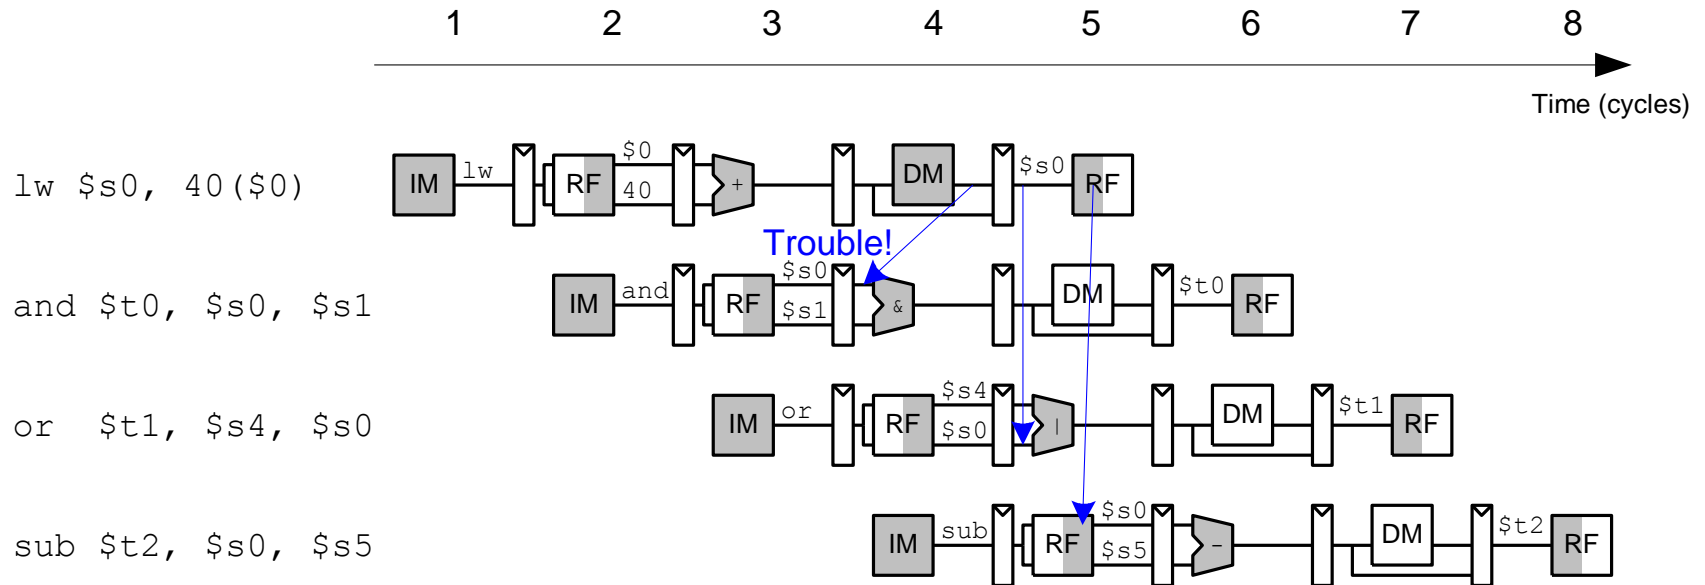 1 2 3 4 5 6 7 8
Time (cycles)
$0
lw $s0, 40($0) IM lw RF 40 + DM $s0 RF
Trouble!
$s0
and $t0, $s0, $s1 IM and RF $s1 & DM $t0 RF
$s4
or $t1, $s4, $s0 IM or RF $s0 | DM $t1 RF
$s0
sub $t2, $s0, $s5 IM sub RF $s5 - DM $t2 RF